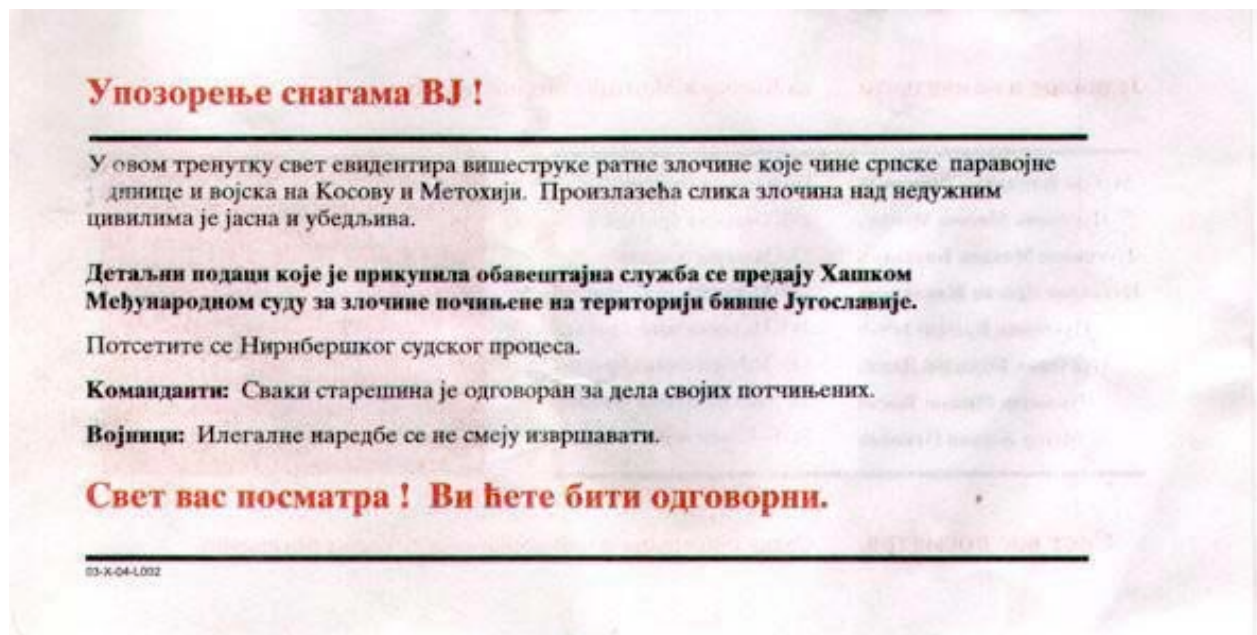 Упозорење снагама ВЈ !
У овом тренутку свет евидентира вишеструке ратне злочине које чине српске паравојне
и војска на Косову и Метохији. Произлазећа слика злочина над недужним
цивилима је јасна и убедљива.
Детаљни подаци које је прикупила обавештајна служба се предају Хашком
Међународном суду за злочине почињене на територији бивше Југославије.
Потсетите се Нирнбершког судског процеса.
Команданти: Сваки старешина је одговоран за дела својих потчињених.
Војници: Илегалне наредбе се не смеју извршавати.
Свет вас посматра ! Ви ћете бити одговорни.
03-X-04-L002